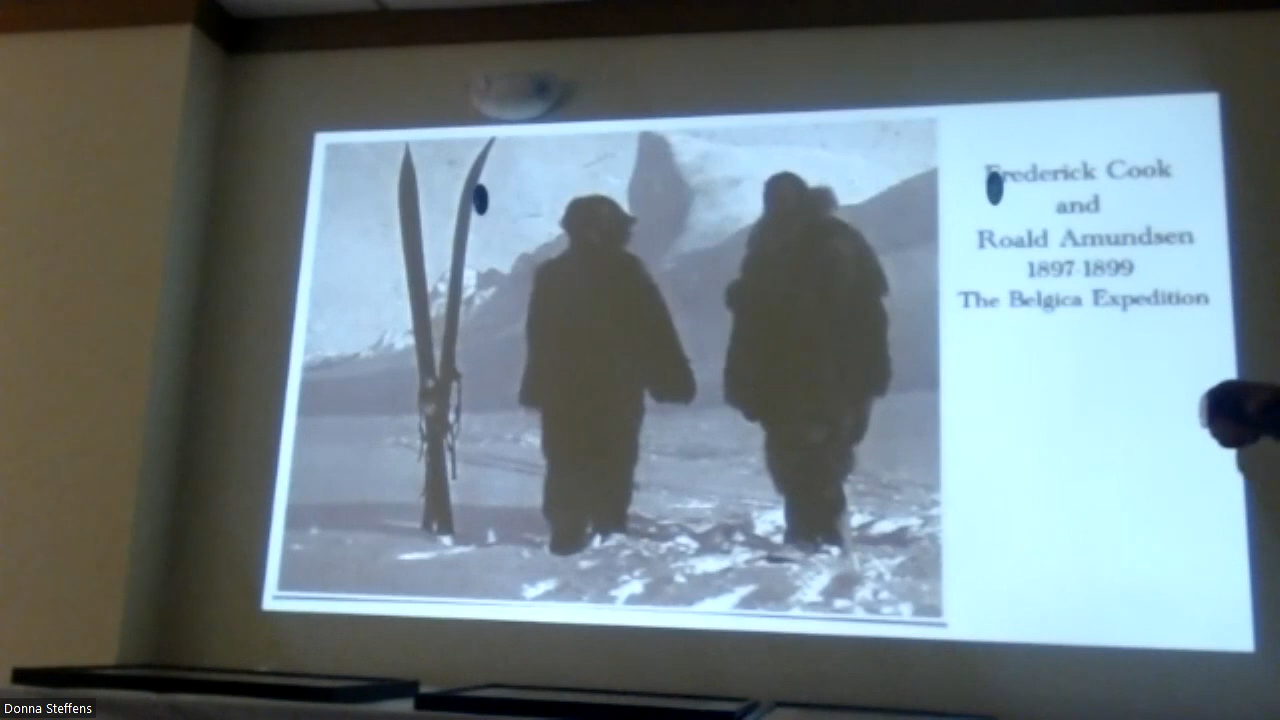 Frederick Cook
and
Roald Amundsen
1897-1899
The Belgica Expedition
Donna Steffens